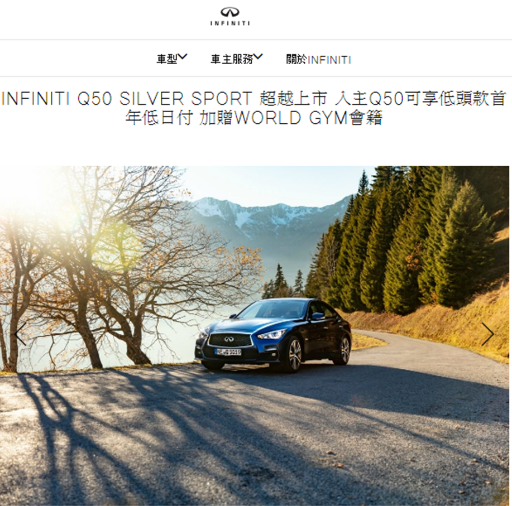 INFINITI
車型
車主服務
關於INFINITI
INFINITI Q50 SILVER SPORT 超越上市 入主Q50可享低頭款首
年低日付 加贈WORLD GYM會籍